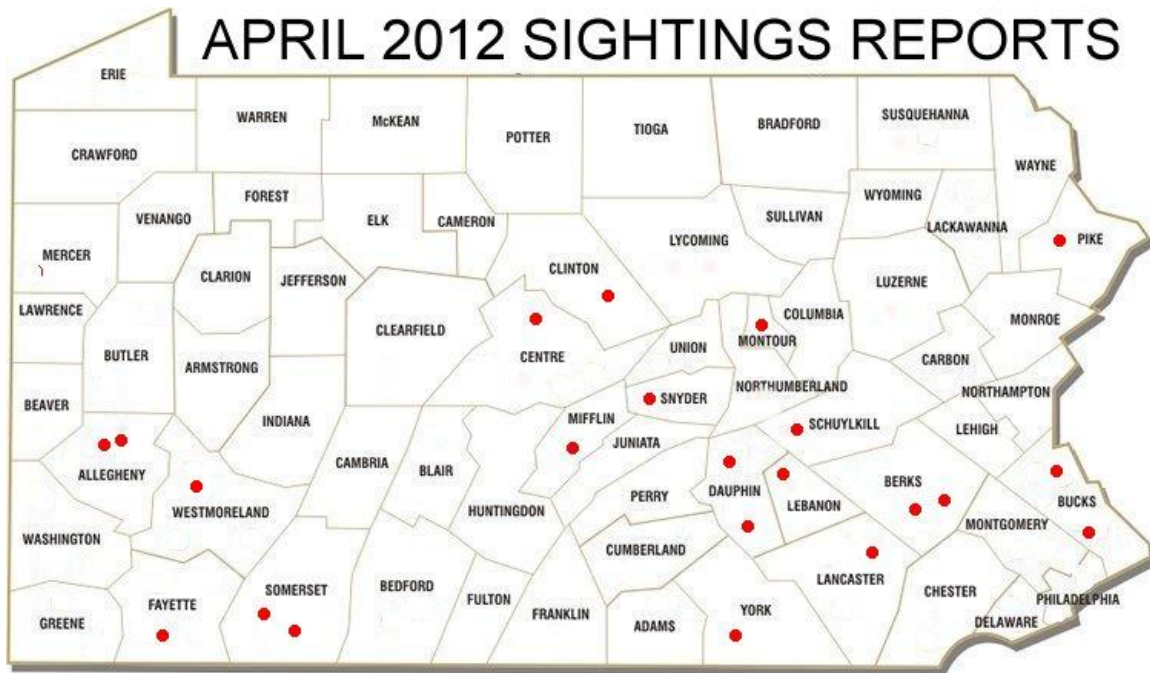 APRIL 2012 SIGHTINGS REPORTS
ERIE
WARREN
McKEAN
POTTER
TIOGA
BRADFORD
SUSQUEHANNA
WAYNE
CRAWFORD
FOREST
VENANGO
ELK
CAMERON
SULLIVAN
WYOMING
LACKAWANNA
PIKE
MERCER
CLARION
JEFFERSON
CLINTON
LYCOMING
LUZERNE
LAWRENCE
CLEARFIELD
COLUMBIA
MONROE
BUTLER
ARMSTRONG
CENTRE
UNION
MONTOUR
CARBON
BEAVER
INDIANA
MIFFLIN
SNYDER
NORTHUMBERLAND
NORTHAMPTON
SCHUYLKILL
LEHIGH
ALLEGHENY
CAMBRIA
BLAIR
JUNIATA
WESTMORELAND
HUNTINGDON
PERRY
DAUPHIN
LEBANON
BERKS
BUCKS
WASHINGTON
CUMBERLAND
MONTGOMERY
GREENE
FAYETTE
SOMERSET
BEDFORD
FULTON
FRANKLIN
ADAMS
YORK
LANCASTER
CHESTER
DELAWARE
PHILADELPHIA